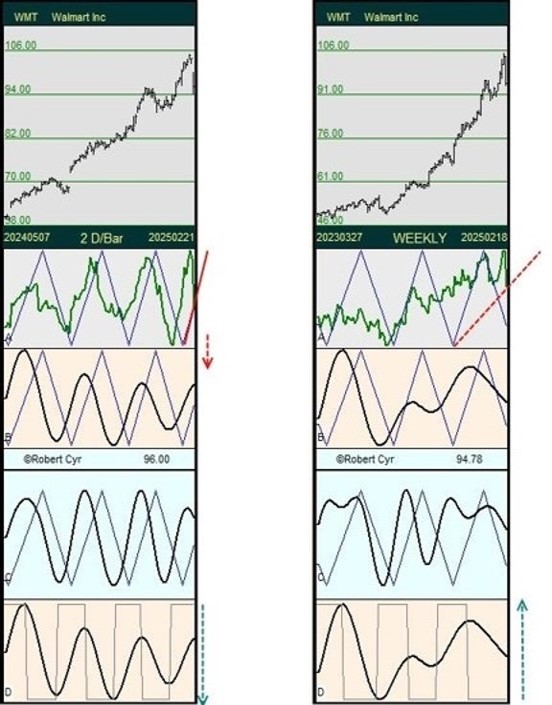 WMT Walmart Inc
106.00
94.00
82.00
70.00
58.00
20240507 2 D/Bar 20250221
A
B
©Robert Cyr 96.00
C
D
WMT Walmart Inc
106.00
91.00
76.00
61.00
46.00
20230327 WEEKLY 20250218
A
B
©Robert Cyr 94.78
C
D